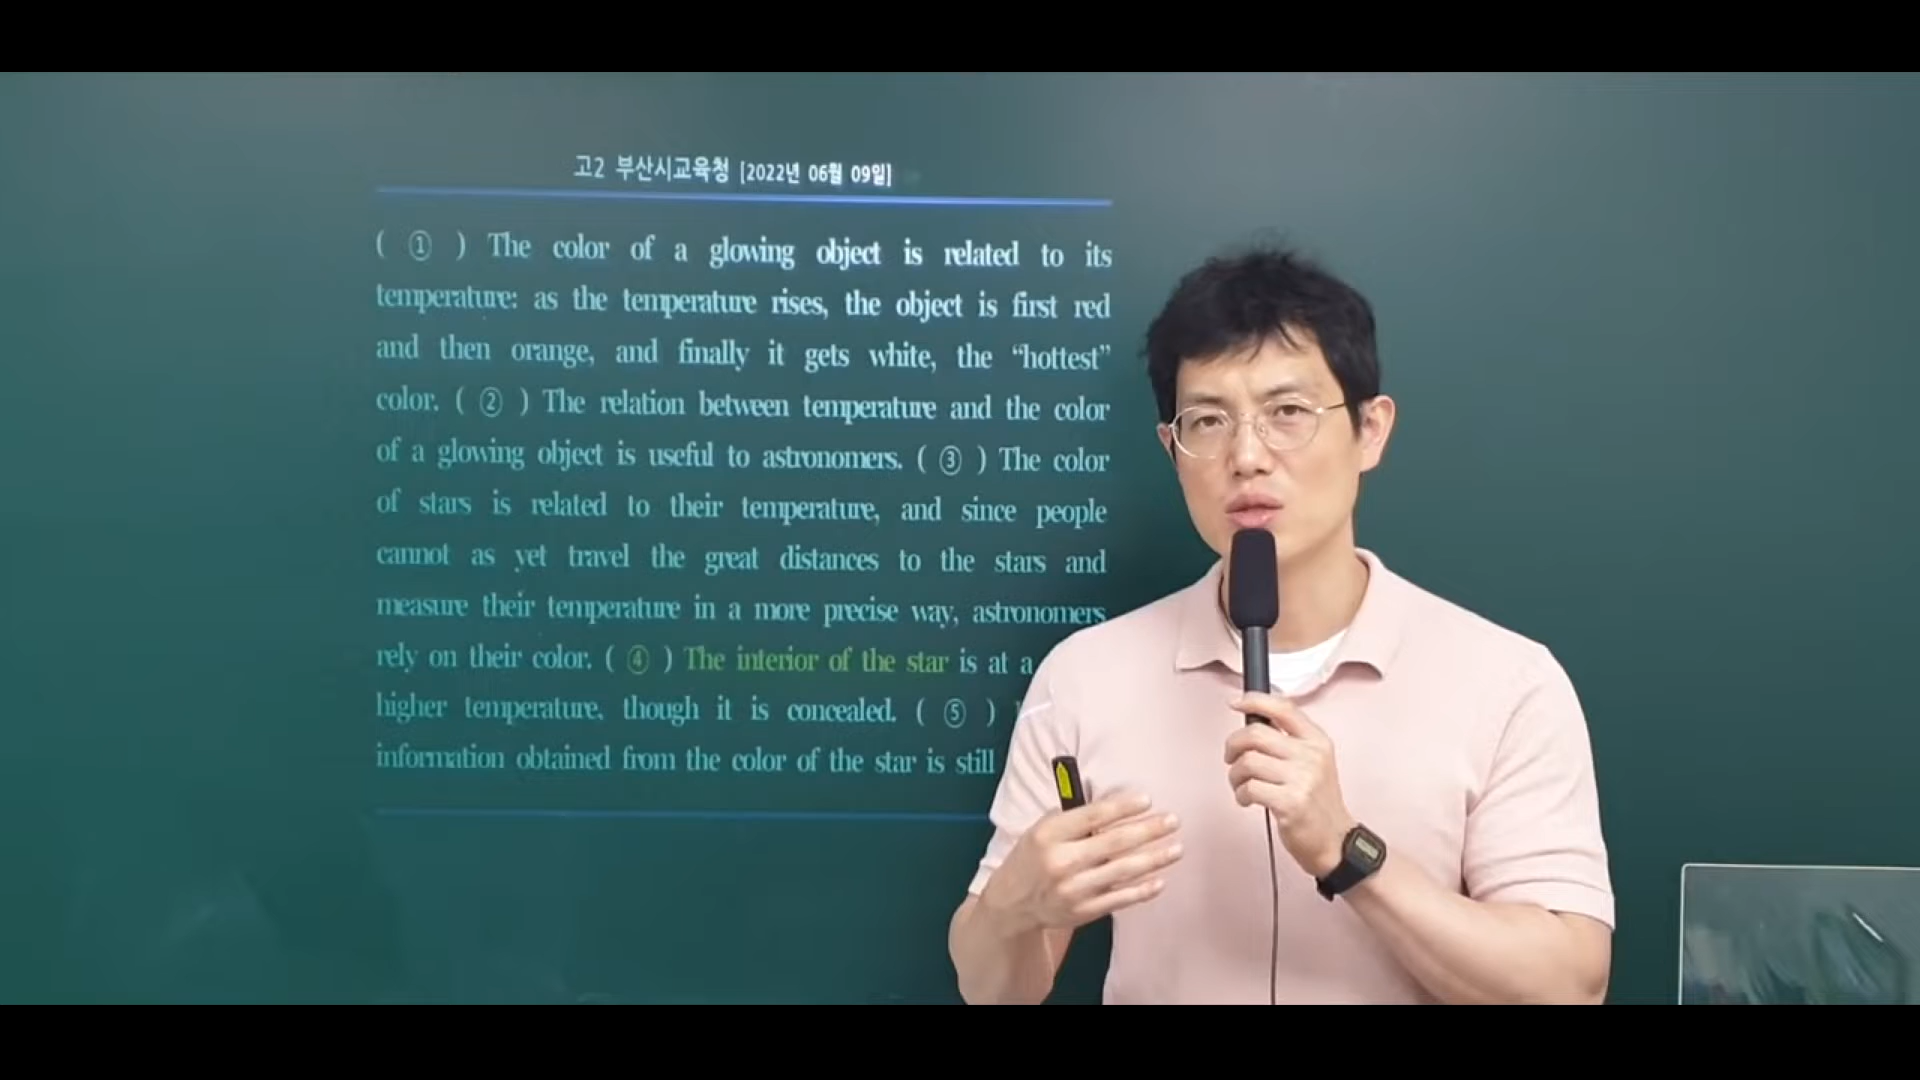 고2 부산시교육청 [2022년 06월 09일]
( ① ) The color of a glowing object is related to its
temperature: as the temperature rises, the object is first red
and then orange, and finally it gets white, the “hottest”
color. ( ② ) The relation between temperature and the color
of a glowing object is useful to astronomers. ( ③ ) The color
of stars is related to their temperature, and since people
cannot as yet travel the great distances to the stars and
measure their temperature in a more precise way, astronomers
rely on their color. ( ④ ) The interior of the star is at a
higher temperature, though it is concealed. ( ⑤ )
information obtained from the color of the star is still